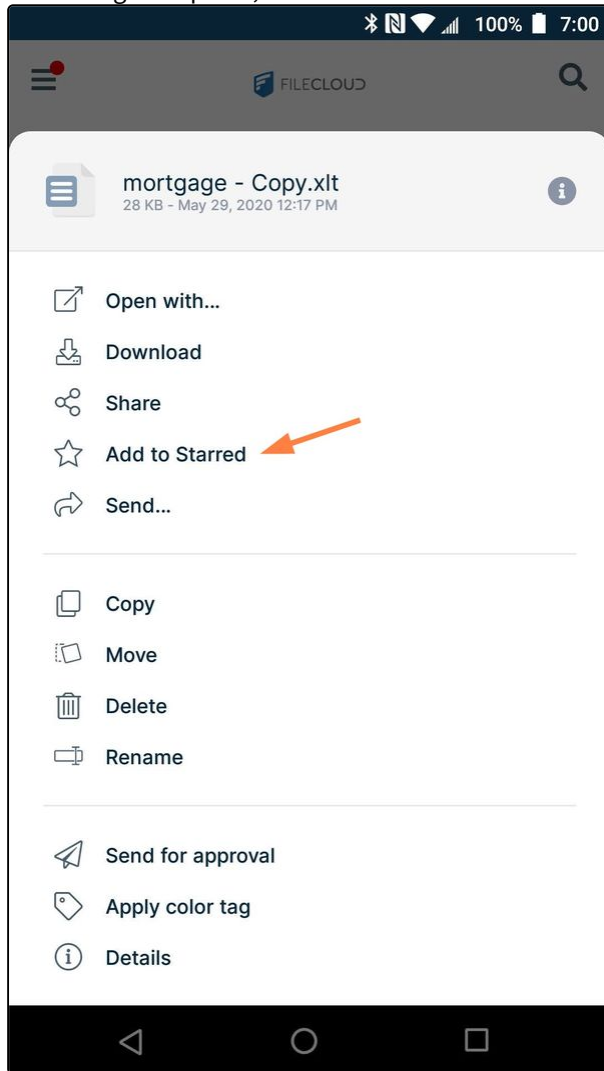 100% 7:00
FILECLOUD
mortgage - Copy.xlt
28 KB - May 29, 2020 12:17 PM
Open with...
Download
Share
Add to Starred
Send...
Copy
Move
Delete
Rename
Send for approval
Apply color tag
Details